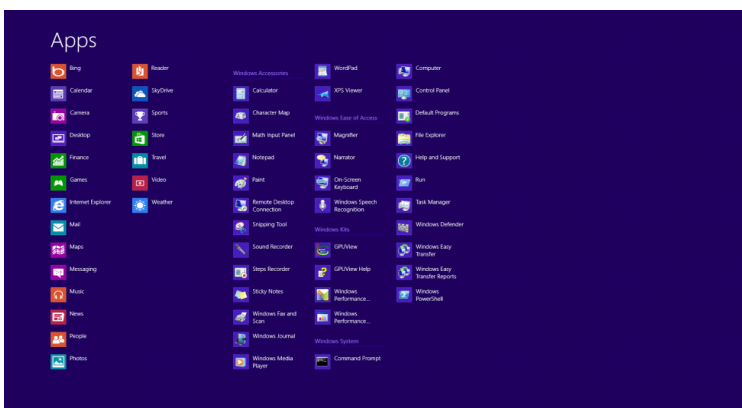 Apps
Bing
Calendar
Camera
Desktop
Finance
Games
Internet Explorer
Mail
Maps
Messaging
Music
News
People
Photos
Reader
SkyDrive
Sports
Store
Travel
Video
Weather
Windows Accessories
Calculator
Character Map
Math Input Panel
Notepad
Paint
Remote Desktop
Connection
Snipping Tool
Sound Recorder
Steps Recorder
Sticky Notes
Windows Fax and
Scan
Windows Journal
Windows Media
Player
WordPad
XPS Viewer
Windows Ease of Access
Magnifier
Narrator
On-Screen
Keyboard
Windows Speech
Recognition
Windows Kits
GPUView
GPUView Help
Windows
Performance...
Windows
Performance...
Windows System
Command Prompt
Computer
Control Panel
Default Programs
File Explorer
Help and Support
Run
Task Manager
Windows Defender
Windows Easy
Transfer
Windows Easy
Transfer Reports
Windows
PowerShell